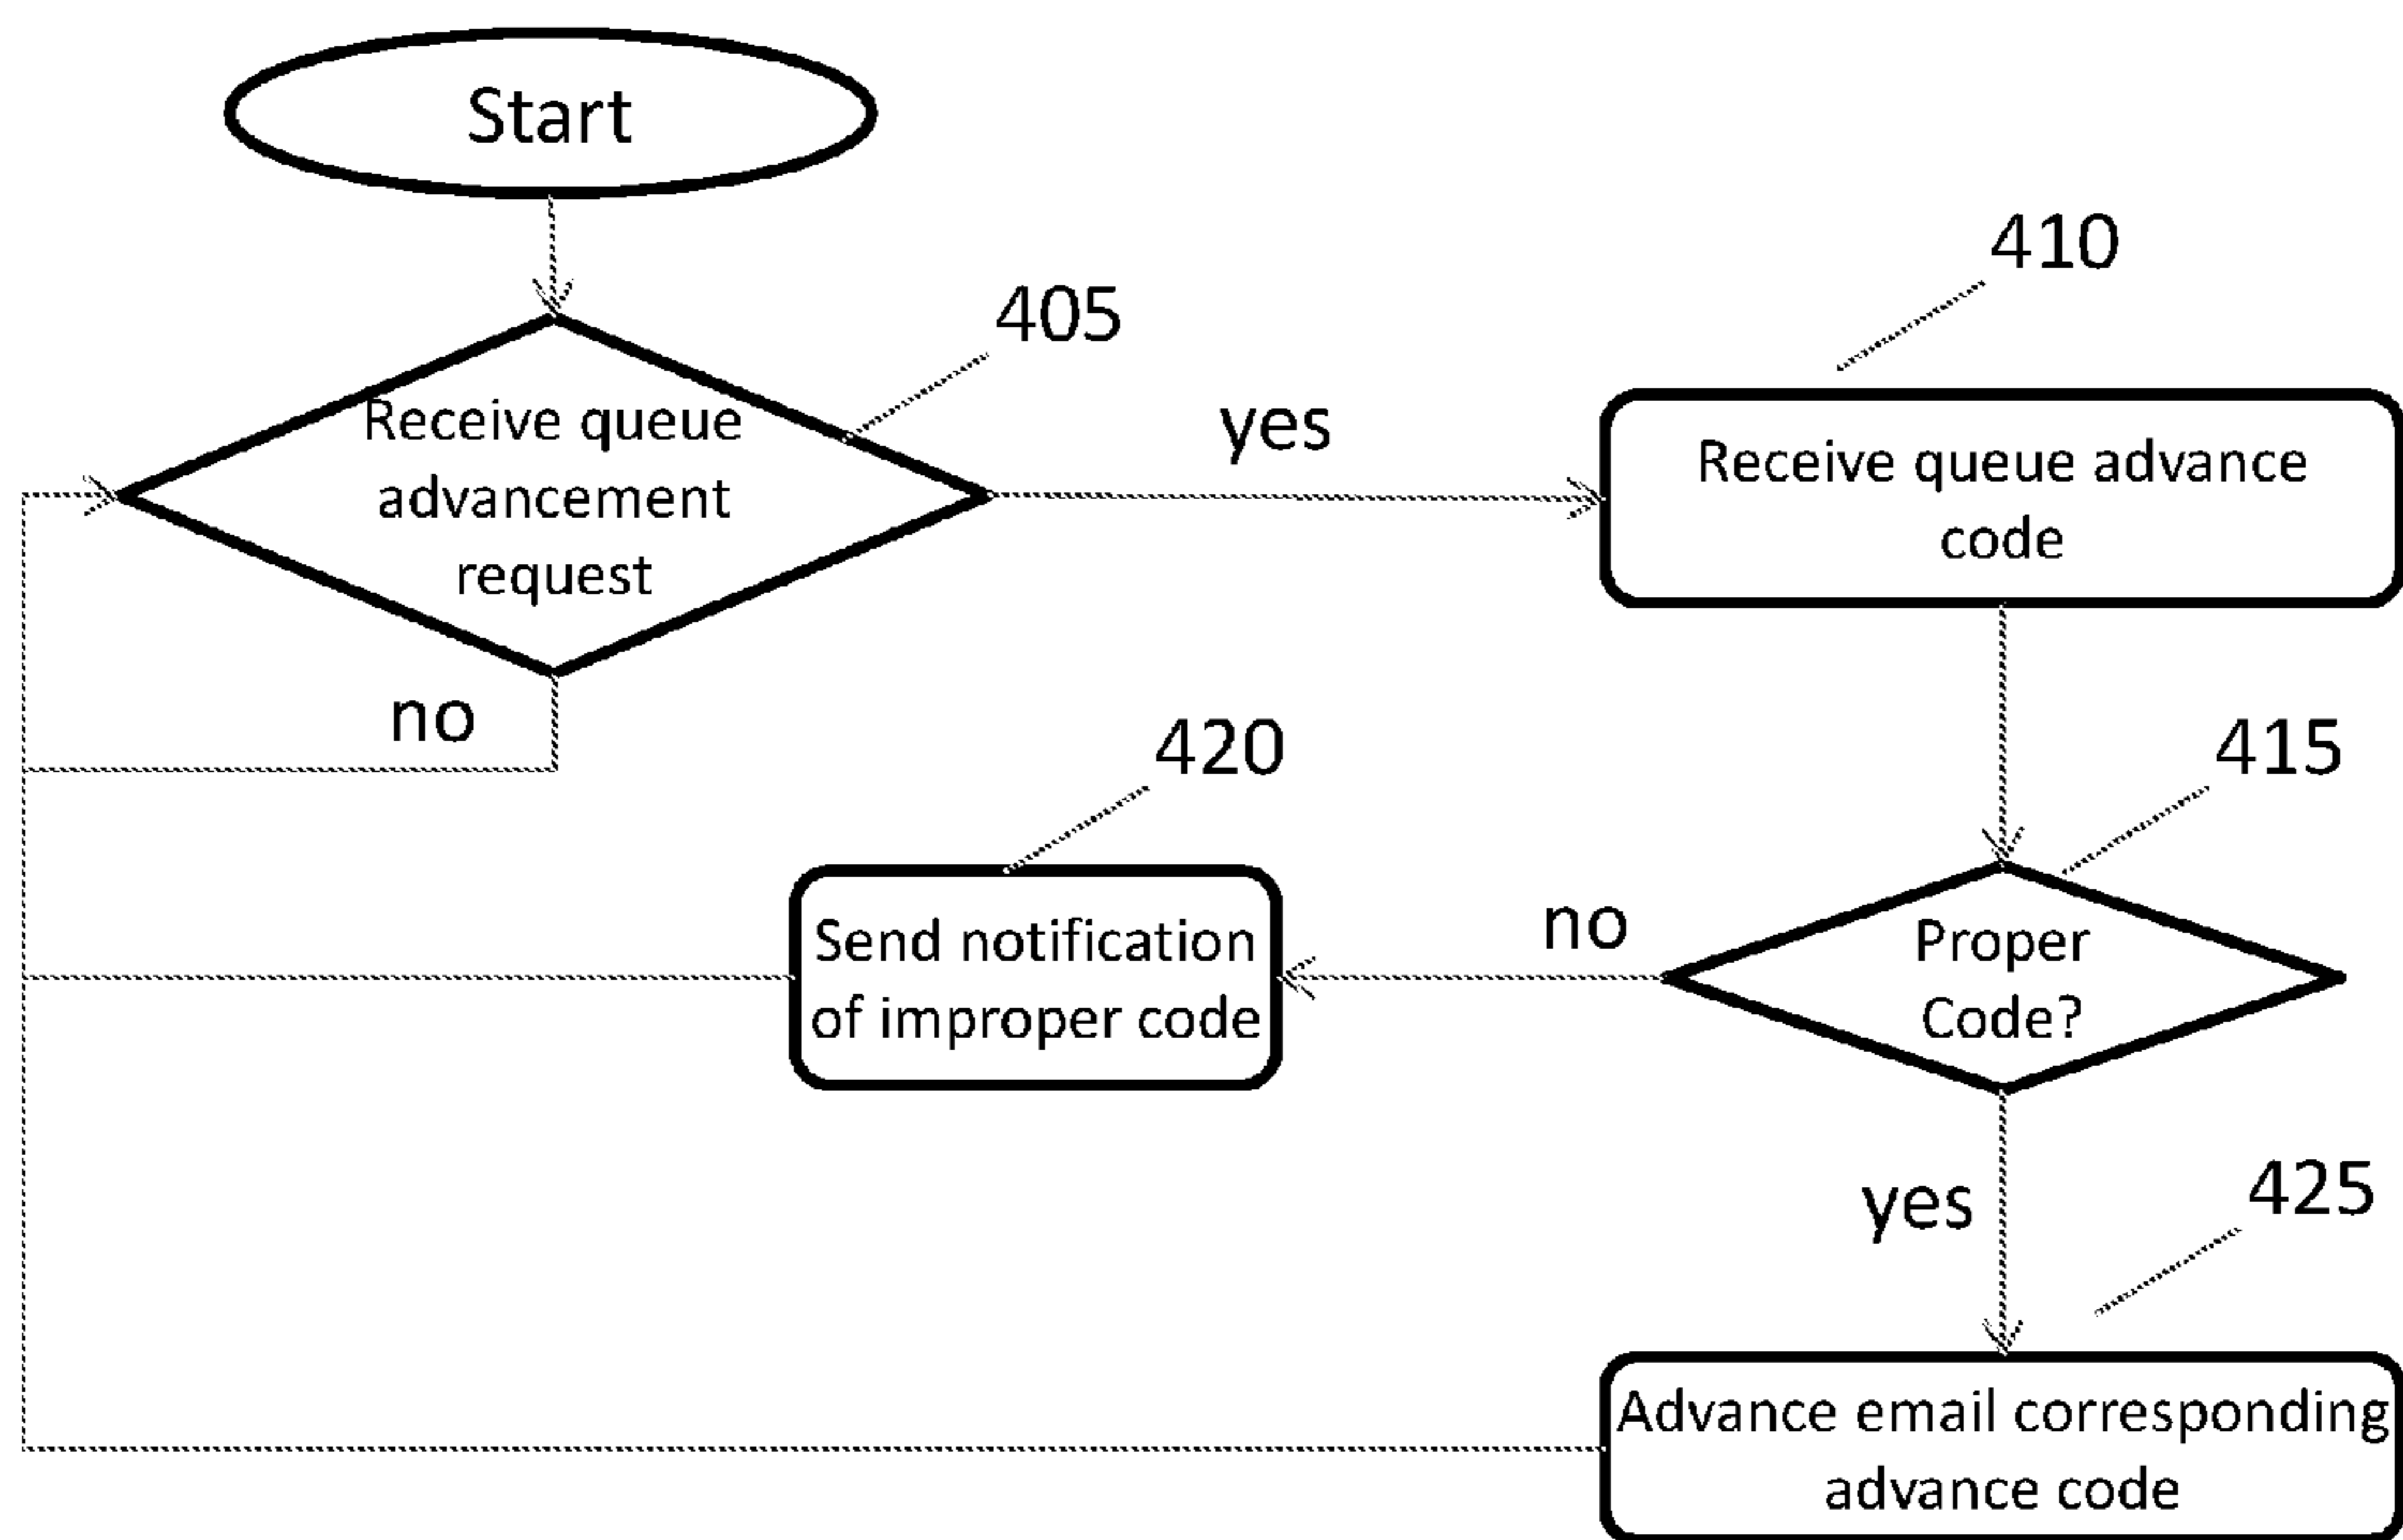 Start
405
Receive queue
advancement
request
yes
no
410
Receive queue advance
code
415
Proper
Code?
no
420
Send notification
of improper code
yes
425
Advance email corresponding
advance code